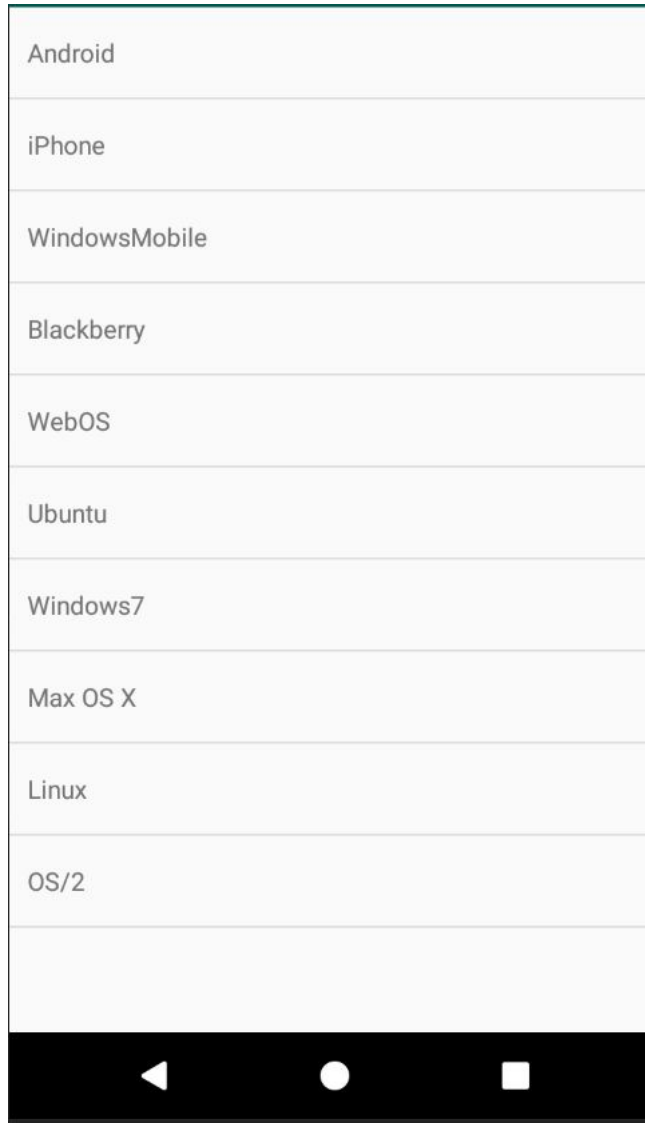 Android
iPhone
WindowsMobile
Blackberry
WebOS
Ubuntu
Windows7
Max OS X
Linux
OS/2